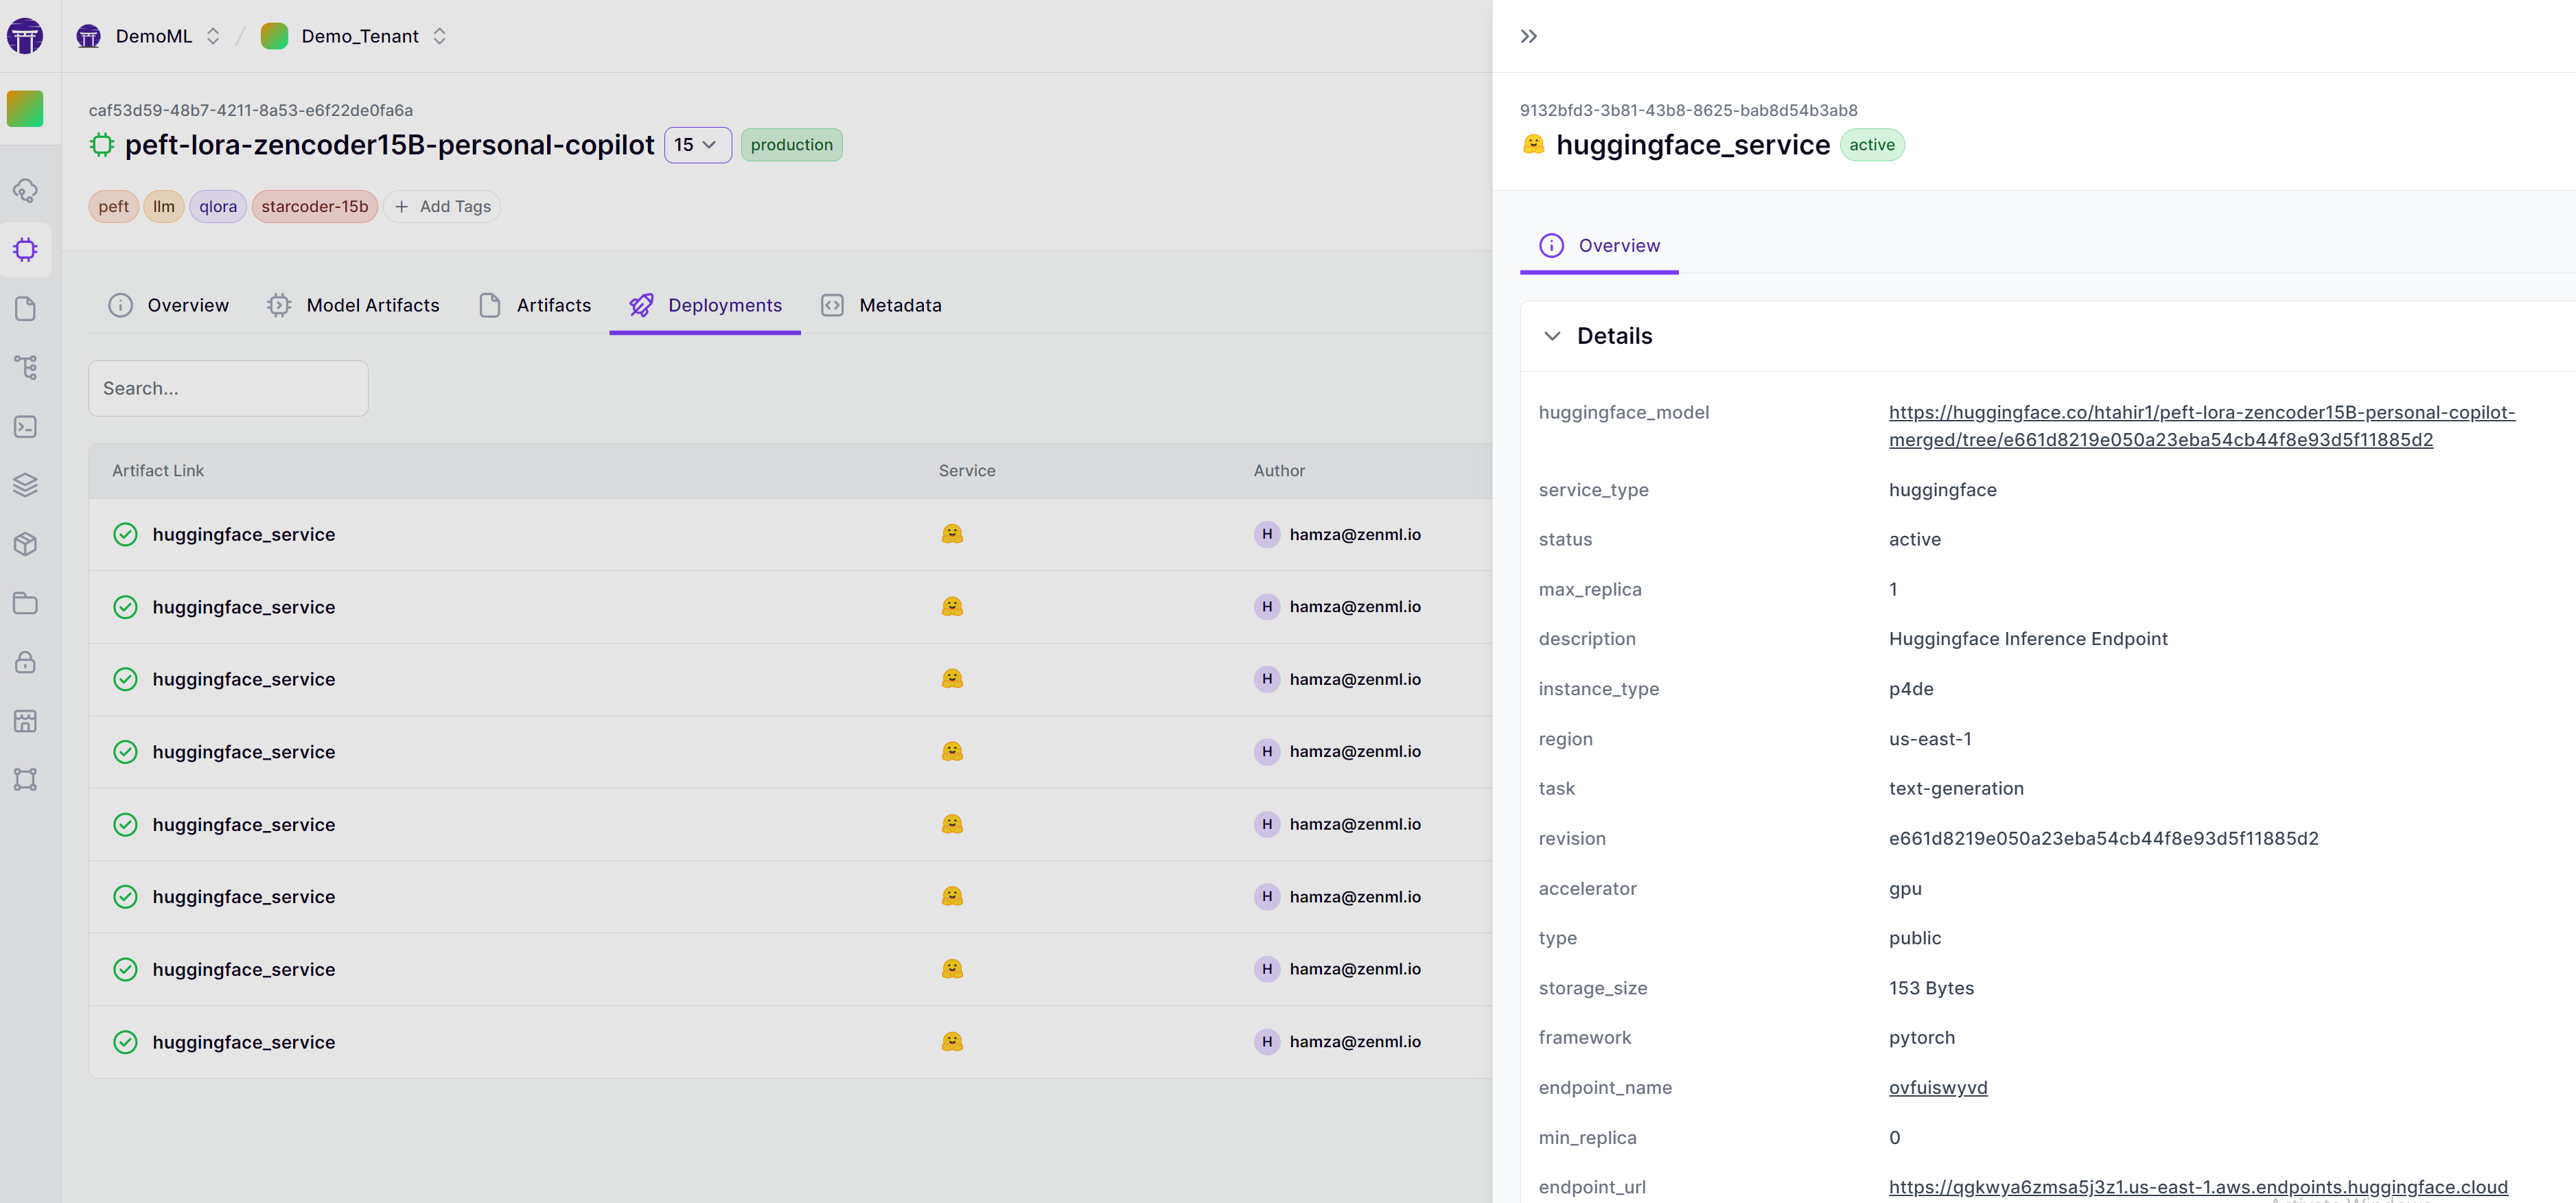 DemoML / Demo_Tenant
caf53d59-48b7-4211-8a53-e6f22de0fa6a
peft-lora-zencoder15B-personal-copilot 15 production
peft llm qlora starcoder-15b + Add Tags
Overview Model Artifacts Artifacts Deployments Metadata
Search...
Artifact Link Service Author
huggingface_service H hamza@zenml.io
huggingface_service H hamza@zenml.io
huggingface_service H hamza@zenml.io
huggingface_service H hamza@zenml.io
huggingface_service H hamza@zenml.io
huggingface_service H hamza@zenml.io
huggingface_service H hamza@zenml.io
huggingface_service H hamza@zenml.io
9132bfd3-3b81-43b8-8625-bab8d54b3ab8
huggingface_service active
Overview
Details
huggingface_model https://huggingface.co/htahir1/peft-lora-zencoder15B-personal-copilot-
merged/tree/e661d8219e050a23eba54cb44f8e93d5f11885d2
service_type huggingface
status active
max_replica 1
description Huggingface Inference Endpoint
instance_type p4de
region us-east-1
task text-generation
revision e661d8219e050a23eba54cb44f8e93d5f11885d2
accelerator gpu
type public
storage_size 153 Bytes
framework pytorch
endpoint_name ovfuiswyvd
min_replica 0
endpoint_url https://qgkwya6zmsa5j3z1.us-east-1.aws.endpoints.huggingface.cloud